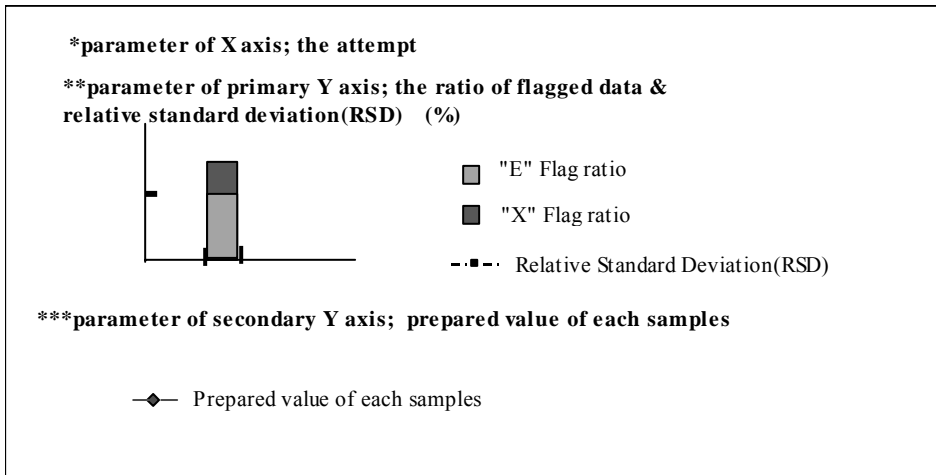 *parameter of X axis; the attempt
**parameter of primary Y axis; the ratio of flagged data &
relative standard deviation(RSD) (%)
"E" Flag ratio
"X" Flag ratio
Relative Standard Deviation(RSD)
***parameter of secondary Y axis; prepared value of each samples
Prepared value of each samples